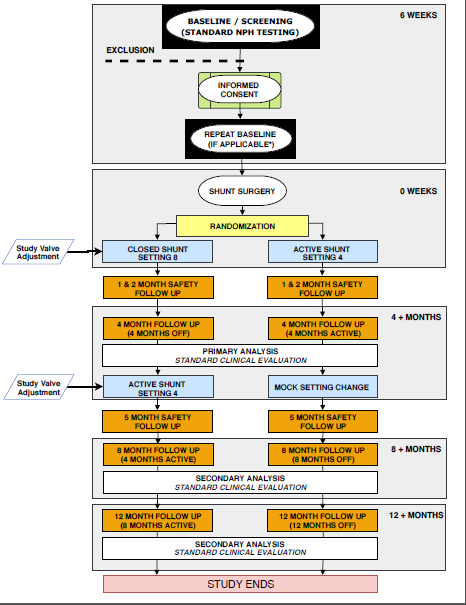 BASELINE / SCREENING
(STANDARD NPH TESTING)
6 WEEKS
EXCLUSION
INFORMED
CONSENT
REPEAT BASELINE
(IF APPLICABLE*)
SHUNT SURGERY
0 WEEKS
RANDOMIZATION
Study Valve
Adjustment
CLOSED SHUNT
SETTING 8
ACTIVE SHUNT
SETTING 4
1 & 2 MONTH SAFETY
FOLLOW UP
1 & 2 MONTH SAFETY
FOLLOW UP
4 + MONTHS
4 MONTH FOLLOW UP
(4 MONTHS OFF)
4 MONTH FOLLOW UP
(4 MONTHS ACTIVE)
PRIMARY ANALYSIS
STANDARD CLINICAL EVALUATION
Study Valve
Adjustment
ACTIVE SHUNT
SETTING 4
MOCK SETTING CHANGE
5 MONTH SAFETY
FOLLOW UP
5 MONTH SAFETY
FOLLOW UP
8 + MONTHS
8 MONTH FOLLOW UP
(4 MONTHS ACTIVE)
8 MONTH FOLLOW UP
(8 MONTHS OFF)
SECONDARY ANALYSIS
STANDARD CLINICAL EVALUATION
12 + MONTHS
12 MONTH FOLLOW UP
(8 MONTHS ACTIVE)
12 MONTH FOLLOW UP
(12 MONTHS OFF)
SECONDARY ANALYSIS
STANDARD CLINICAL EVALUATION
STUDY ENDS